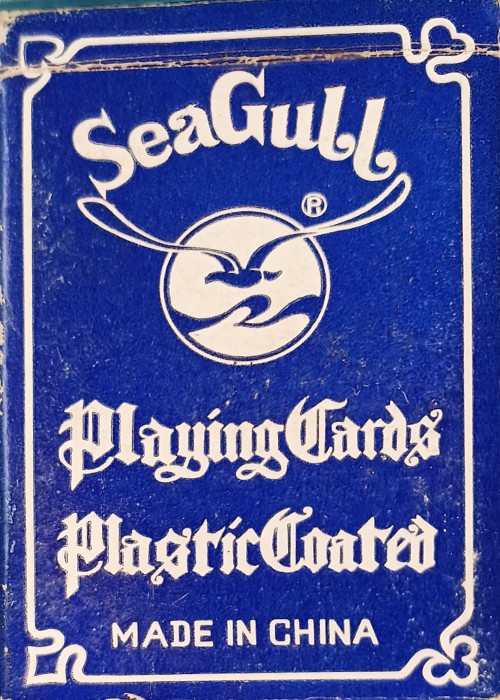 SeaGull
®
Playing Cards
Plastic Coated
MADE IN CHINA